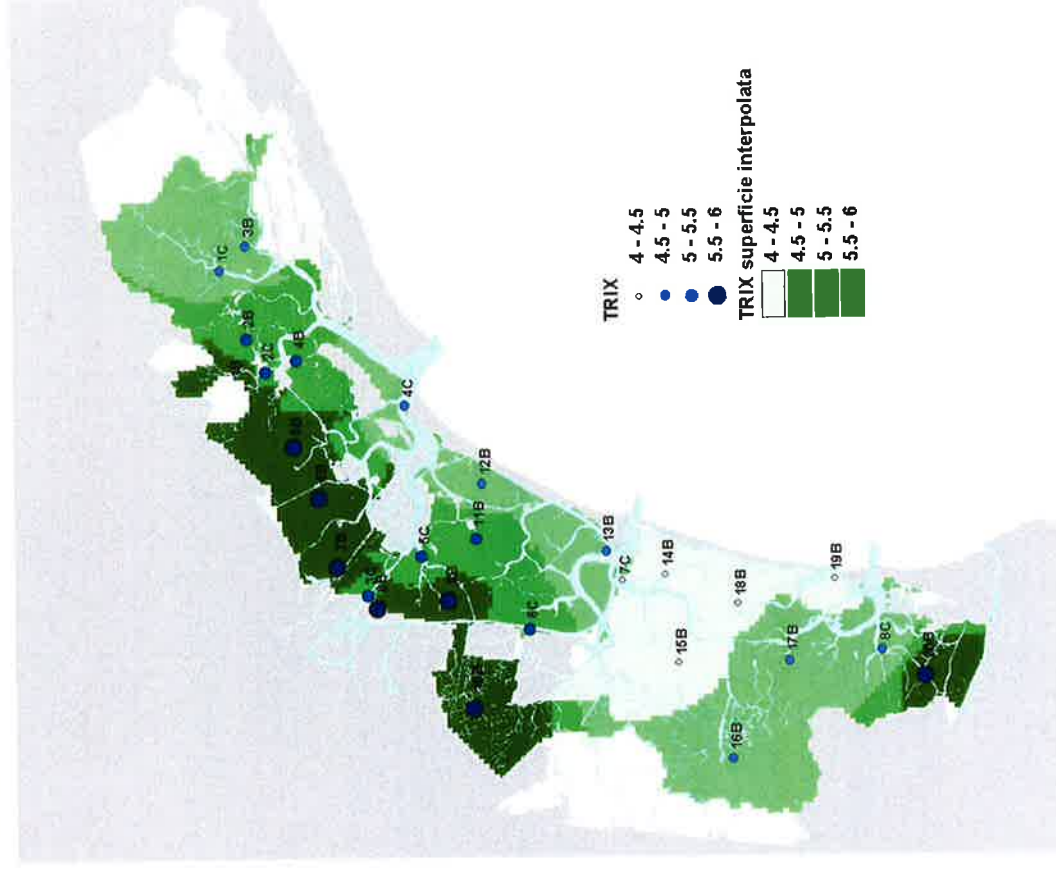 1C
3B
2B
2C
4B
4C
7B
12B
11B
5C
6C
13B
7C
14B
15B
18B
19B
17B
16B
8C
TRIX
4 - 4.5
4.5 - 5
5 - 5.5
5.5 - 6
TRIX superficie interpolata
4 - 4.5
4.5 - 5
5 - 5.5
5.5 - 6